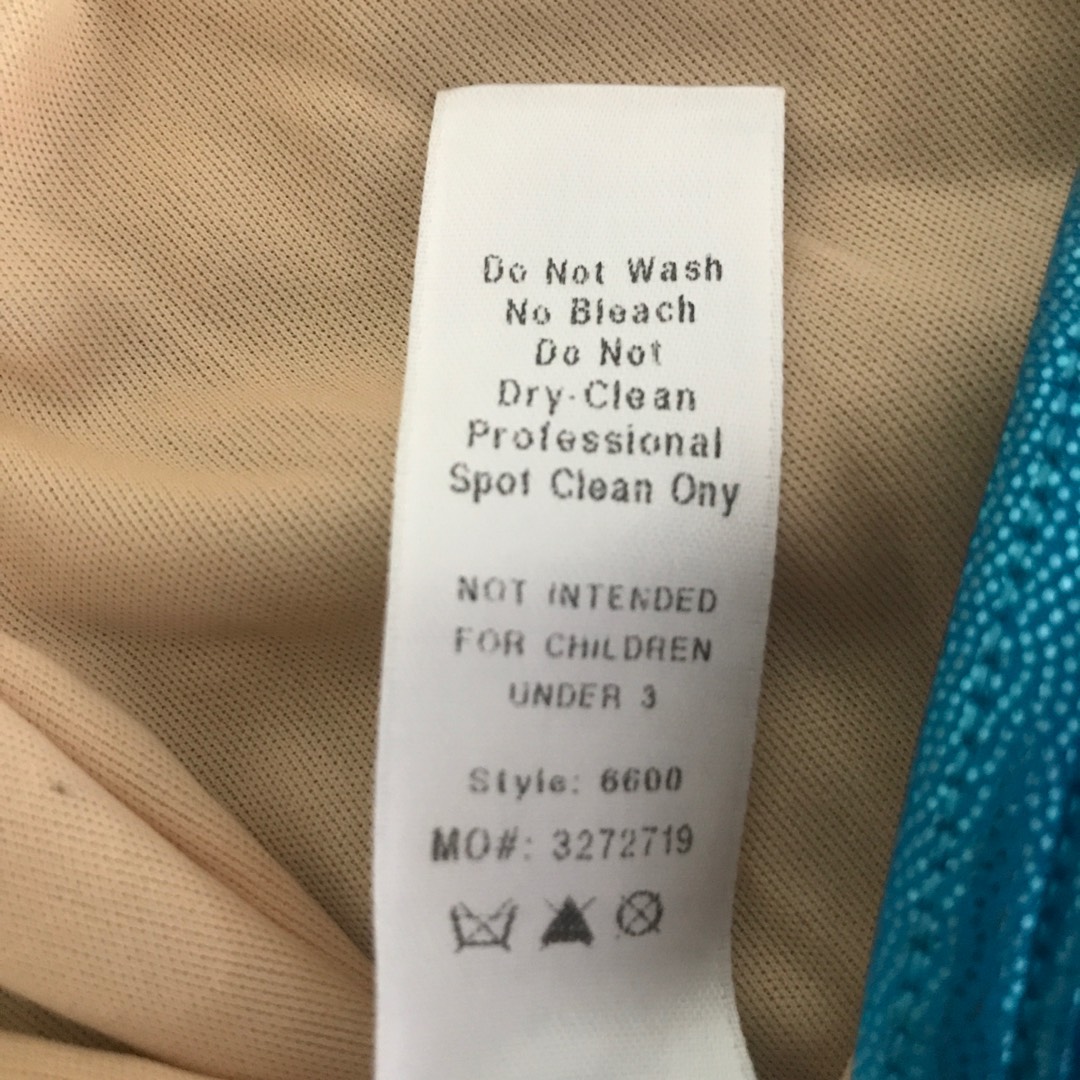 Do Not Wash
No Bleach
Do Not
Dry-Clean
Professional
Spot Clean Ony
NOT INTENDED
FOR CHILDREN
UNDER 3
Style: 6600
MO#: 3272719